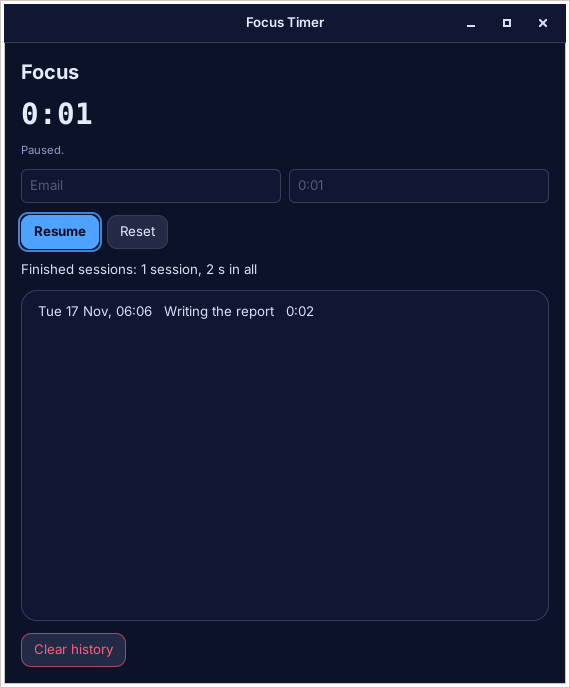 Focus Timer
Focus
0:01
Paused.
Email 0:01
Resume Reset
Finished sessions: 1 session, 2 s in all
Tue 17 Nov, 06:06 Writing the report 0:02
Clear history